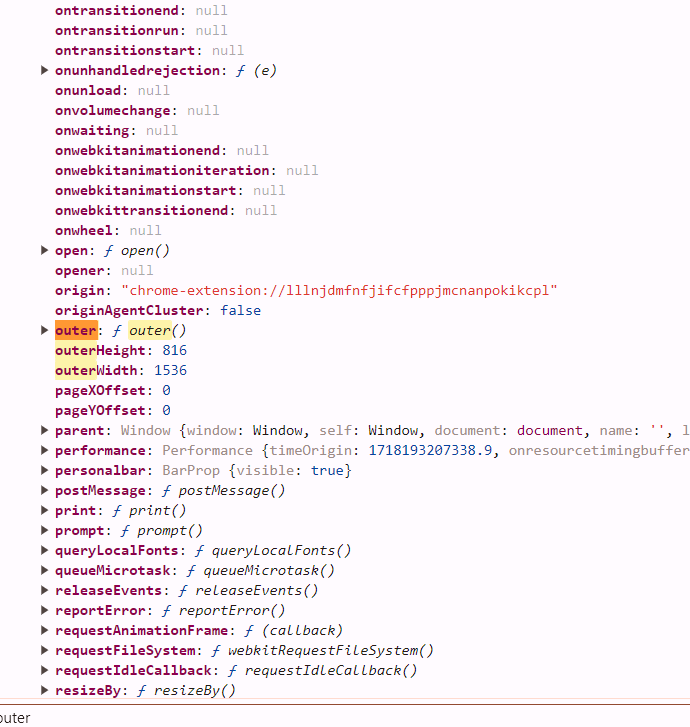 ontransitionend: null
ontransitionrun: null
ontransitionstart: null
onunhandledrejection: ƒ (e)
onunload: null
onvolumechange: null
onwaiting: null
onwebkitanimationend: null
onwebkitanimationiteration: null
onwebkitanimationstart: null
onwebkittransitionend: null
onwheel: null
open: ƒ open()
opener: null
origin: "chrome-extension://lllnjdmfnfjifcfpppjmcnanpokikcpl"
originAgentCluster: false
outer: ƒ outer()
outerHeight: 816
outerWidth: 1536
pageXOffset: 0
pageYOffset: 0
parent: Window {window: Window, self: Window, document: document, name: '', l
performance: Performance {timeOrigin: 1718193207338.9, onresourcetimingbuffer
personalbar: BarProp {visible: true}
postMessage: ƒ postMessage()
print: ƒ print()
prompt: ƒ prompt()
queryLocalFonts: ƒ queryLocalFonts()
queueMicrotask: ƒ queueMicrotask()
releaseEvents: ƒ releaseEvents()
reportError: ƒ reportError()
requestAnimationFrame: ƒ (callback)
requestFileSystem: ƒ webkitRequestFileSystem()
requestIdleCallback: ƒ requestIdleCallback()
resizeBy: ƒ resizeBy()
outer